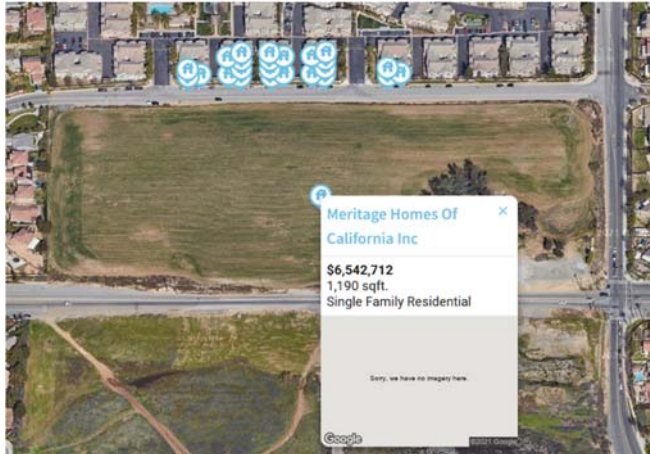 Meritage Homes Of
California Inc
×
$6,542,712
1,190 sqft.
Single Family Residential
Sorry, we have no imagery here.
Google
©2021 Google